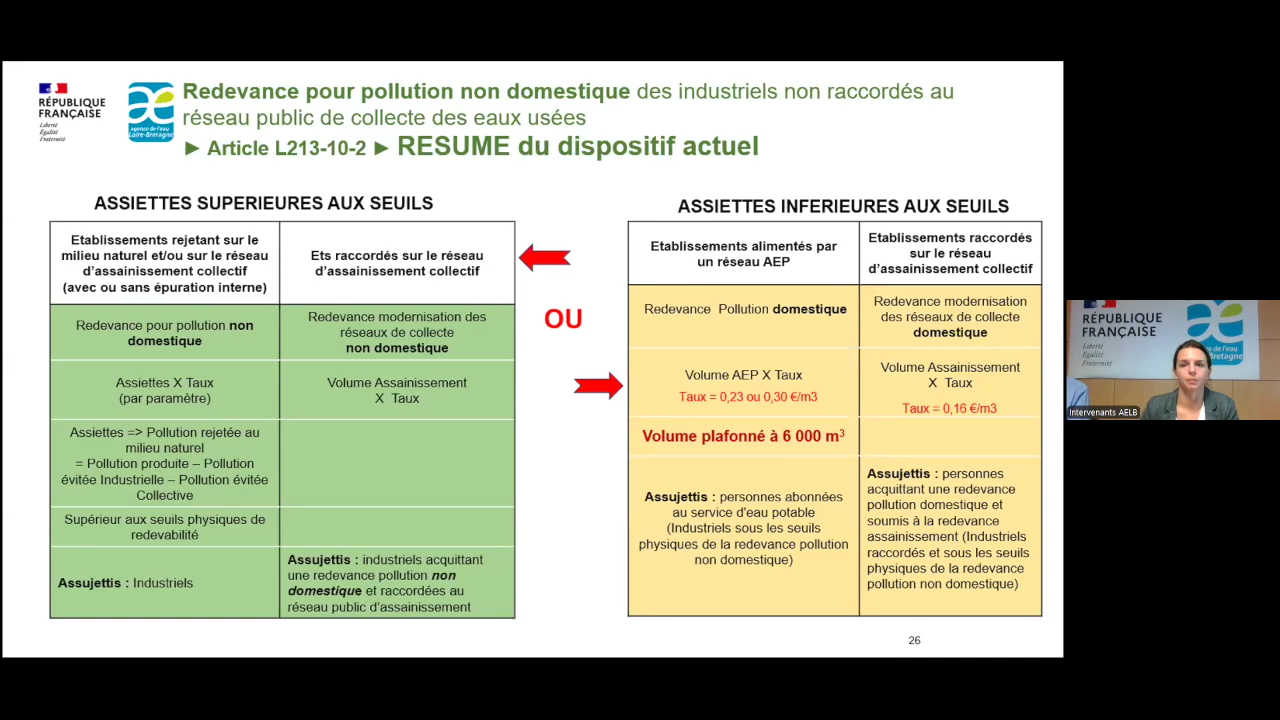 RÉPUBLIQUE
FRANÇAISE
Liberté
Égalité
Fraternité
agence de l'eau
Loire-Bretagne
Redevance pour pollution non domestique des industriels non raccordés au
réseau public de collecte des eaux usées
► Article L213-10-2 ► RESUME du dispositif actuel
ASSIETTES SUPERIEURES AUX SEUILS
Etablissements rejetant sur le
milieu naturel et/ou sur le réseau
d'assainissement collectif
(avec ou sans épuration interne)
Ets raccordés sur le réseau
d'assainissement collectif
Redevance pour pollution non
domestique
Redevance modernisation des
réseaux de collecte
non domestique
Assiettes X Taux
(par paramètre)
Volume Assainissement
X Taux
Assiettes => Pollution rejetée au
milieu naturel
= Pollution produite – Pollution
évitée Industrielle – Pollution évitée
Collective
Supérieur aux seuils physiques de
redevabilité
Assujettis : Industriels
Assujettis : industriels acquittant
une redevance pollution non
domestique et raccordées au
réseau public d'assainissement
OU
ASSIETTES INFERIEURES AUX SEUILS
Etablissements alimentés par
un réseau AEP
Etablissements raccordés
sur le réseau
d'assainissement collectif
Redevance Pollution domestique
Redevance modernisation
des réseaux de collecte
domestique
Volume AEP X Taux
Taux = 0,23 ou 0,30 €/m3
Volume Assainissement
X Taux
Taux = 0,16 €/m3
Volume plafonné à 6 000 m³
Assujettis : personnes abonnées
au service d'eau potable
(Industriels sous les seuils
physiques de la redevance pollution
non domestique)
Assujettis : personnes
acquittant une redevance
pollution domestique et
soumis à la redevance
assainissement (Industriels
raccordés et sous les seuils
physiques de la redevance
pollution non domestique)
26
RÉPUBLIQUE
FRANÇAISE
Liberté
Égalité
Fraternité
agence de l'eau
Loire-Bretagne
Intervenants AELB